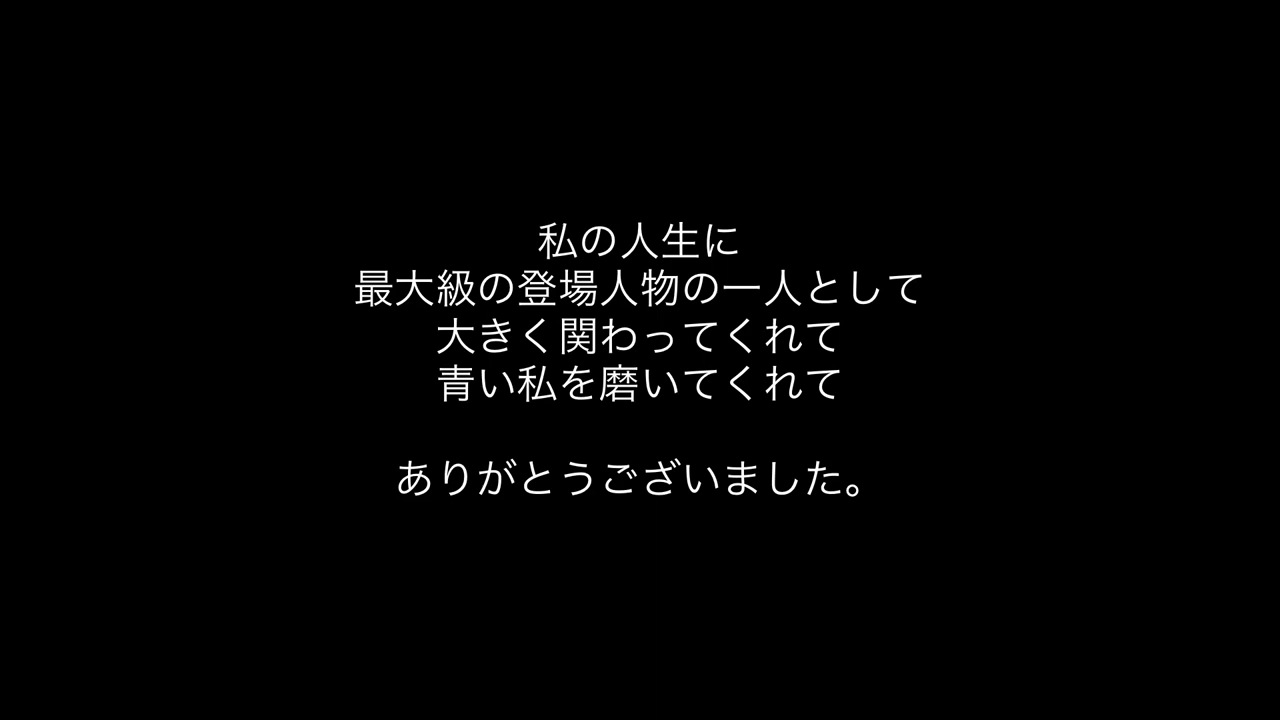 私の人生に
最大級の登場人物の一人として
大きく関わってくれて
青い私を磨いてくれて
ありがとうございました。